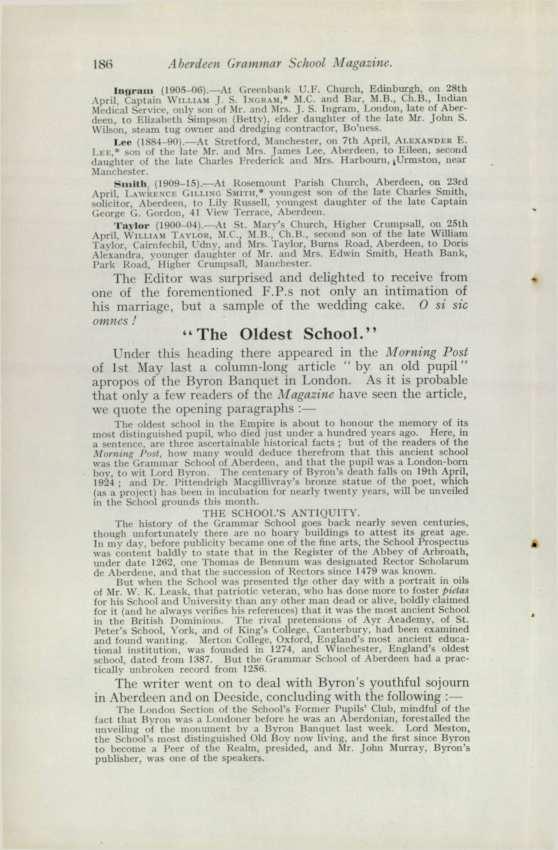 186 Aberdeen Grammar School Magazine.
Ingram (1905-06).—At Greenbank U.F. Church, Edinburgh, on 28th
April, Captain WILLIAM J. S. INGRAM,* M.C. and Bar, M.B., Ch.B., Indian
Medical Service, only son of Mr. and Mrs. J. S. Ingram, London, late of Aber-
deen, to Elizabeth Simpson (Betty), elder daughter of the late Mr. John S.
Wilson, steam tug owner and dredging contractor, Bo'ness.
Lee (1884-90).—At Stretford, Manchester, on 7th April, ALEXANDER E.
LEE,* son of the late Mr. and Mrs. James Lee, Aberdeen, to Eileen, second
daughter of the late Charles Frederick and Mrs. Harbourn, Urmston, near
Manchester.
Smith, (1909-15).—At Rosemount Parish Church, Aberdeen, on 23rd
April, LAWRENCE GILLING SMITH,* youngest son of the late Charles Smith,
solicitor, Aberdeen, to Lily Russell, youngest daughter of the late Captain
George G. Gordon, 41 View Terrace, Aberdeen.
Taylor (1900-04).—At St. Mary's Church, Higher Crumpsall, on 25th
April, WILLIAM TAYLOR, M.C., M.B., Ch.B., second son of the late William
Taylor, Cairnfechil, Udny, and Mrs. Taylor, Burns Road, Aberdeen, to Doris
Alexandra, younger daughter of Mr. and Mrs. Edwin Smith, Heath Bank,
Park Road, Higher Crumpsall, Manchester.
The Editor was surprised and delighted to receive from
one of the forementioned F.P.s not only an intimation of
his marriage, but a sample of the wedding cake. O si sic
omnes !
"The Oldest School."
Under this heading there appeared in the Morning Post
of 1st May last a column-long article " by an old pupil "
apropos of the Byron Banquet in London. As it is probable
that only a few readers of the Magazine have seen the article,
we quote the opening paragraphs :—
The oldest school in the Empire is about to honour the memory of its
most distinguished pupil, who died just under a hundred years ago. Here, in
a sentence, are three ascertainable historical facts ; but of the readers of the
Morning Post, how many would deduce therefrom that this ancient school
was the Grammar School of Aberdeen, and that the pupil was a London-born
boy, to wit Lord Byron. The centenary of Byron's death falls on 19th April,
1924 ; and Dr. Pittendrigh Macgillivray's bronze statue of the poet, which
(as a project) has been in incubation for nearly twenty years, will be unveiled
in the School grounds this month.
THE SCHOOL'S ANTIQUITY.
The history of the Grammar School goes back nearly seven centuries,
though unfortunately there are no hoary buildings to attest its great age.
In my day, before publicity became one of the fine arts, the School Prospectus
was content baldly to state that in the Register of the Abbey of Arbroath,
under date 1262, one Thomas de Bennum was designated Rector Scholarum
de Aberdene, and that the succession of Rectors since 1479 was known.
But when the School was presented the other day with a portrait in oils
of Mr. W. K. Leask, that patriotic veteran, who has done more to foster pietas
for his School and University than any other man dead or alive, boldly claimed
for it (and he always verifies his references) that it was the most ancient School
in the British Dominions. The rival pretensions of Ayr Academy, of St.
Peter's School, York, and of King's College, Canterbury, had been examined
and found wanting. Merton College, Oxford, England's most ancient educa-
tional institution, was founded in 1274, and Winchester, England's oldest
school, dated from 1387. But the Grammar School of Aberdeen had a prac-
tically unbroken record from 1256.
The writer went on to deal with Byron's youthful sojourn
in Aberdeen and on Deeside, concluding with the following :—
The London Section of the School's Former Pupils' Club, mindful of the
fact that Byron was a Londoner before he was an Aberdonian, forestalled the
unveiling of the monument by a Byron Banquet last week. Lord Meston,
the School's most distinguished Old Boy now living, and the first since Byron
to become a Peer of the Realm, presided, and Mr. John Murray, Byron's
publisher, was one of the speakers.